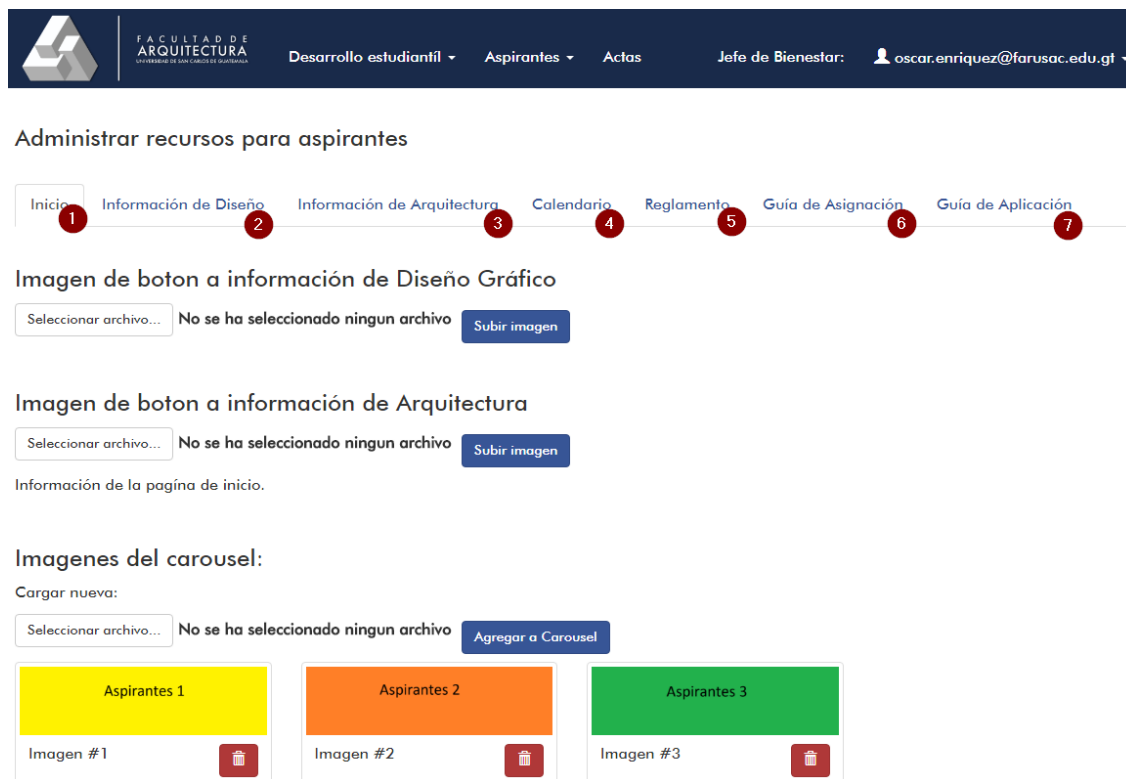 FACULTAD DE
ARQUITECTURA
UNIVERSIDAD DE SAN CARLOS DE GUATEMALA
Desarrollo estudiantíl Aspirantes Actas Jefe de Bienestar: oscar.enriquez@farusac.edu.gt
Administrar recursos para aspirantes
Inicio Información de Diseño Información de Arquitectura Calendario Reglamento Guía de Asignación Guía de Aplicación
1 2 3 4 5 6 7
Imagen de boton a información de Diseño Gráfico
Seleccionar archivo... No se ha seleccionado ningun archivo Subir imagen
Imagen de boton a información de Arquitectura
Seleccionar archivo... No se ha seleccionado ningun archivo Subir imagen
Información de la pagína de inicio.
Imagenes del carousel:
Cargar nueva:
Seleccionar archivo... No se ha seleccionado ningun archivo Agregar a Carousel
Aspirantes 1 Aspirantes 2 Aspirantes 3
Imagen #1 Imagen #2 Imagen #3